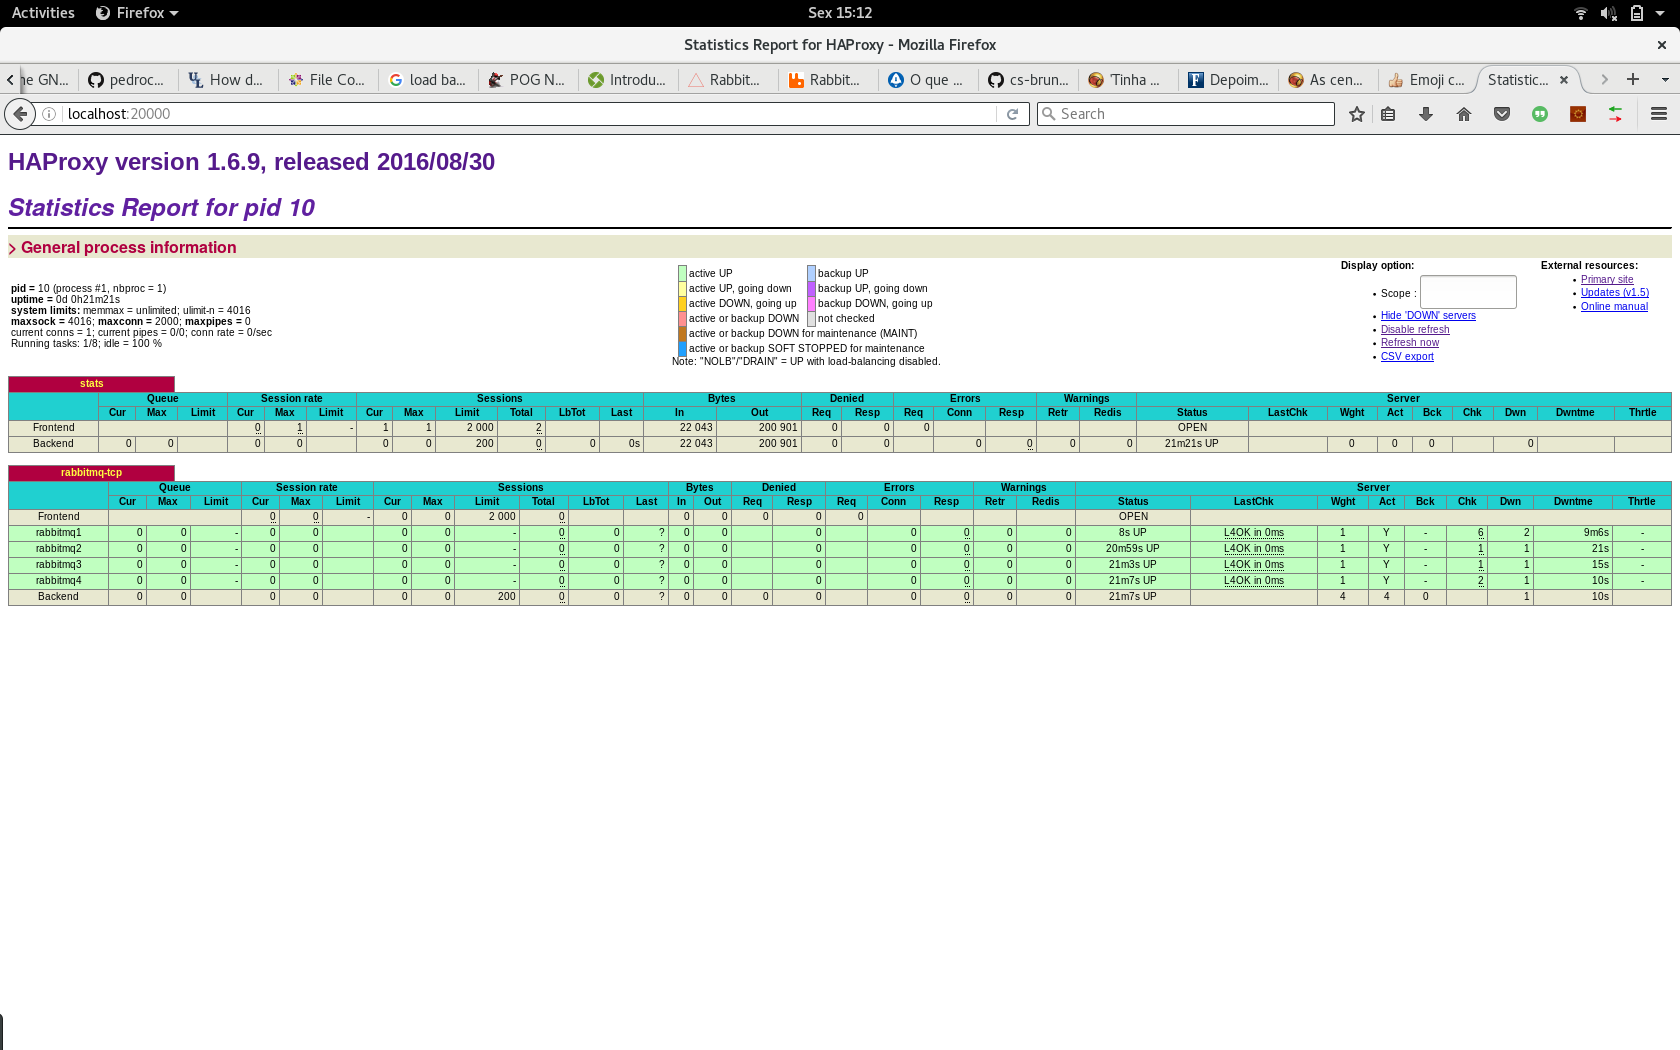 Activities Firefox Sex 15:12
Statistics Report for HAProxy - Mozilla Firefox
ne GN... pedroc... How d... File Co... load ba... POG N... Introdu... Rabbit... Rabbit... O que ... cs-brun... 'Tinha ... Depoim... As cen... Emoji c... Statistic...
localhost:20000 Search
HAProxy version 1.6.9, released 2016/08/30
Statistics Report for pid 10
> General process information
pid = 10 (process #1, nbproc = 1)
uptime = 0d 0h21m21s
system limits: memmax = unlimited; ulimit-n = 4016
maxsock = 4016; maxconn = 2000; maxpipes = 0
current conns = 1; current pipes = 0/0; conn rate = 0/sec
Running tasks: 1/8; idle = 100 %
active UP backup UP
active UP, going down backup UP, going down
active DOWN, going up backup DOWN, going up
active or backup DOWN not checked
active or backup DOWN for maintenance (MAINT)
active or backup SOFT STOPPED for maintenance
Note: "NOLB"/"DRAIN" = UP with load-balancing disabled.
Display option:
Scope :
Hide 'DOWN' servers
Disable refresh
Refresh now
CSV export
External resources:
Primary site
Updates (v1.5)
Online manual
stats
Queue Session rate Sessions Bytes Denied Errors Warnings Server
Cur Max Limit Cur Max Limit Cur Max Limit Total LbTot Last In Out Req Resp Req Conn Resp Retr Redis Status LastChk Wght Act Bck Chk Dwn Dwntme Thrtle
Frontend 0 1 - 1 1 2 000 2 22 043 200 901 0 0 0 OPEN
Backend 0 0 0 0 0 0 200 0 0 0s 22 043 200 901 0 0 0 0 0 0 21m21s UP 0 0 0 0
rabbitmq-tcp
Queue Session rate Sessions Bytes Denied Errors Warnings Server
Cur Max Limit Cur Max Limit Cur Max Limit Total LbTot Last In Out Req Resp Req Conn Resp Retr Redis Status LastChk Wght Act Bck Chk Dwn Dwntme Thrtle
Frontend 0 0 - 0 0 2 000 0 0 0 0 0 0 OPEN
rabbitmq1 0 0 - 0 0 0 0 - 0 0 ? 0 0 0 0 0 0 0 8s UP L4OK in 0ms 1 Y - 6 2 9m6s -
rabbitmq2 0 0 - 0 0 0 0 - 0 0 ? 0 0 0 0 0 0 0 20m59s UP L4OK in 0ms 1 Y - 1 1 21s -
rabbitmq3 0 0 - 0 0 0 0 - 0 0 ? 0 0 0 0 0 0 0 21m3s UP L4OK in 0ms 1 Y - 1 1 15s -
rabbitmq4 0 0 - 0 0 0 0 - 0 0 ? 0 0 0 0 0 0 0 21m7s UP L4OK in 0ms 1 Y - 2 1 10s -
Backend 0 0 0 0 0 0 200 0 0 ? 0 0 0 0 0 0 0 0 21m7s UP 4 4 0 1 10s